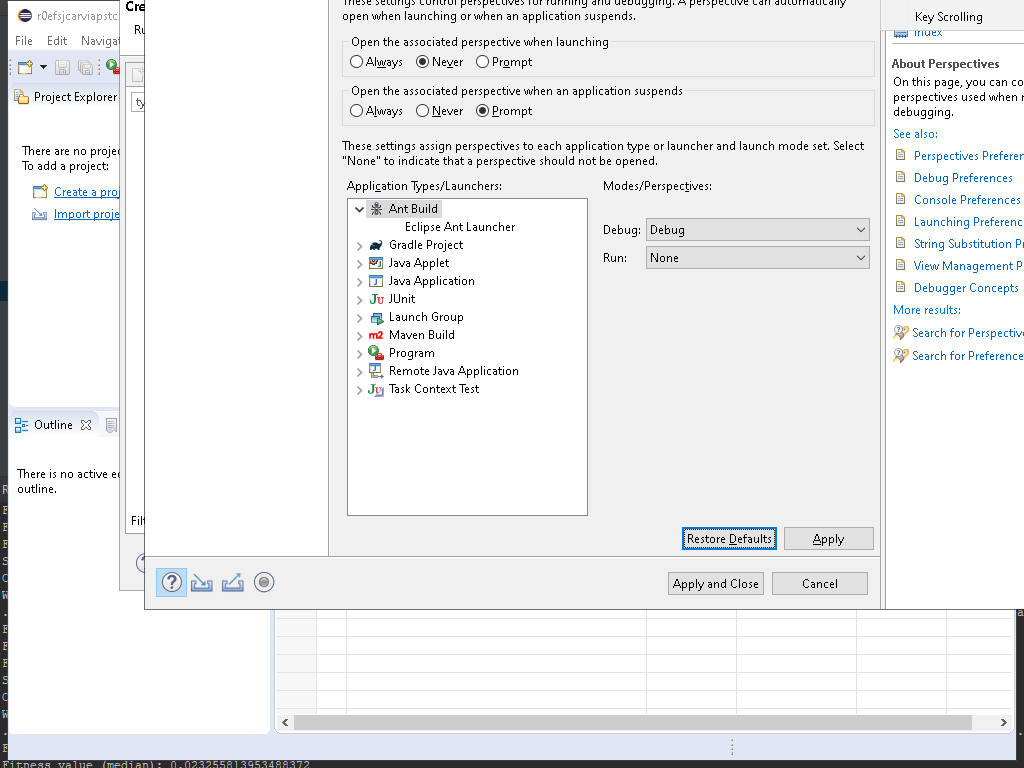 r0efsjcarviapstc
File Edit Navigat
Project Explorer
There are no proje
To add a project:
Create a proj
Import proje
Outline
There is no active ed
outline.
Cre
Ru
ty
Filt
These settings control perspectives for running and debugging. A perspective can automatically
open when launching or when an application suspends.
Open the associated perspective when launching
Always Never Prompt
Open the associated perspective when an application suspends
Always Never Prompt
These settings assign perspectives to each application type or launcher and launch mode set. Select
"None" to indicate that a perspective should not be opened.
Application Types/Launchers:
Ant Build
Eclipse Ant Launcher
Gradle Project
Java Applet
Java Application
JUnit
Launch Group
Maven Build
Program
Remote Java Application
Task Context Test
Modes/Perspectives:
Debug: Debug
Run: None
Restore Defaults Apply
Apply and Close Cancel
Key Scrolling
Index
About Perspectives
On this page, you can co
perspectives used when r
debugging.
See also:
Perspectives Preferen
Debug Preferences
Console Preferences
Launching Preferenc
String Substitution P
View Management P
Debugger Concepts
More results:
Search for Perspective
Search for Preference
Fitness value (median): 0.023255813953488372